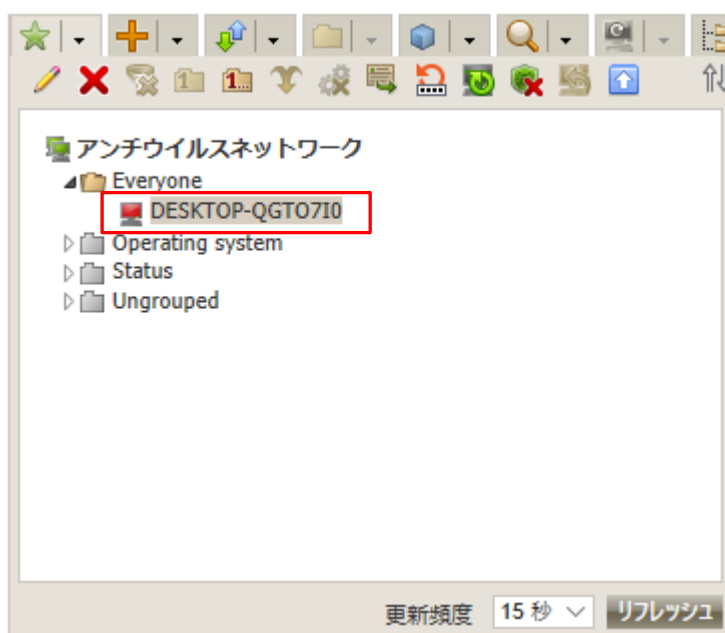 アンチウイルスネットワーク
Everyone
DESKTOP-QGTO7I0
Operating system
Status
Ungrouped
更新頻度 15 秒 リフレッシュ